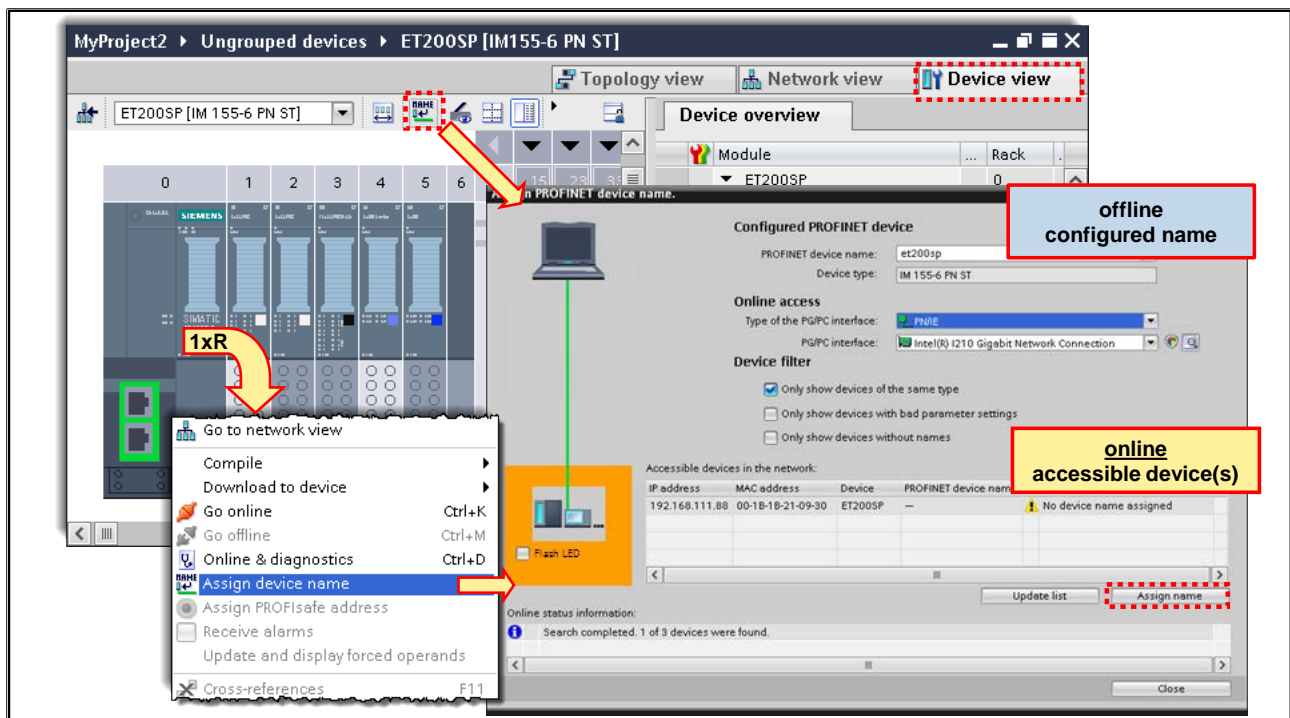 MyProject2 ▸ Ungrouped devices ▸ ET200SP [IM155-6 PN ST]
Topology view Network view Device view
ET200SP [IM 155-6 PN ST]
NAME
Device overview
Module ... Rack .
ET200SP 0
0 1 2 3 4 5 6 15 23 33
SIEMENS
SIMATIC
1xR
Go to network view
Compile
Download to device
Go online Ctrl+K
Go offline Ctrl+M
Online & diagnostics Ctrl+D
NAME
Assign device name
Assign PROFIsafe address
Receive alarms
Update and display forced operands
Cross-references F11
n PROFINET device name.
offline
configured name
Configured PROFINET device
PROFINET device name: et200sp
Device type: IM 155-6 PN ST
Online access
Type of the PG/PC interface: PN/IE
PG/PC interface: Intel(R) I210 Gigabit Network Connection
Device filter
Only show devices of the same type
Only show devices with bad parameter settings
Only show devices without names
online
accessible device(s)
Accessible devices in the network:
IP address MAC address Device PROFINET device nam
192.168.111.88 00-1B-1B-21-09-30 ET200SP — No device name assigned
Flash LED
Update list Assign name
Online status information:
Search completed. 1 of 3 devices were found.
Close